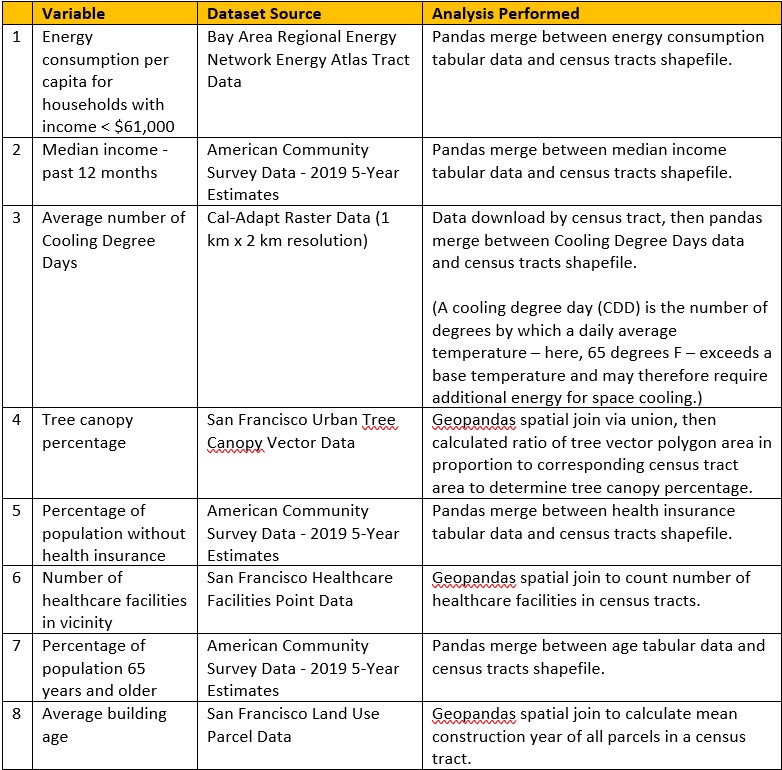 Variable Dataset Source Analysis Performed
1 Energy
consumption per
capita for
households with
income < $61,000
Bay Area Regional Energy
Network Energy Atlas Tract
Data
Pandas merge between energy consumption
tabular data and census tracts shapefile.
2 Median income -
past 12 months
American Community
Survey Data - 2019 5-Year
Estimates
Pandas merge between median income
tabular data and census tracts shapefile.
3 Average number of
Cooling Degree
Days
Cal-Adapt Raster Data (1
km x 2 km resolution)
Data download by census tract, then pandas
merge between Cooling Degree Days data
and census tracts shapefile.
(A cooling degree day (CDD) is the number of
degrees by which a daily average
temperature – here, 65 degrees F – exceeds a
base temperature and may therefore require
additional energy for space cooling.)
4 Tree canopy
percentage
San Francisco Urban Tree
Canopy Vector Data
Geopandas spatial join via union, then
calculated ratio of tree vector polygon area in
proportion to corresponding census tract
area to determine tree canopy percentage.
5 Percentage of
population without
health insurance
American Community
Survey Data - 2019 5-Year
Estimates
Pandas merge between health insurance
tabular data and census tracts shapefile.
6 Number of
healthcare facilities
in vicinity
San Francisco Healthcare
Facilities Point Data
Geopandas spatial join to count number of
healthcare facilities in census tracts.
7 Percentage of
population 65
years and older
American Community
Survey Data - 2019 5-Year
Estimates
Pandas merge between age tabular data and
census tracts shapefile.
8 Average building
age
San Francisco Land Use
Parcel Data
Geopandas spatial join to calculate mean
construction year of all parcels in a census
tract.